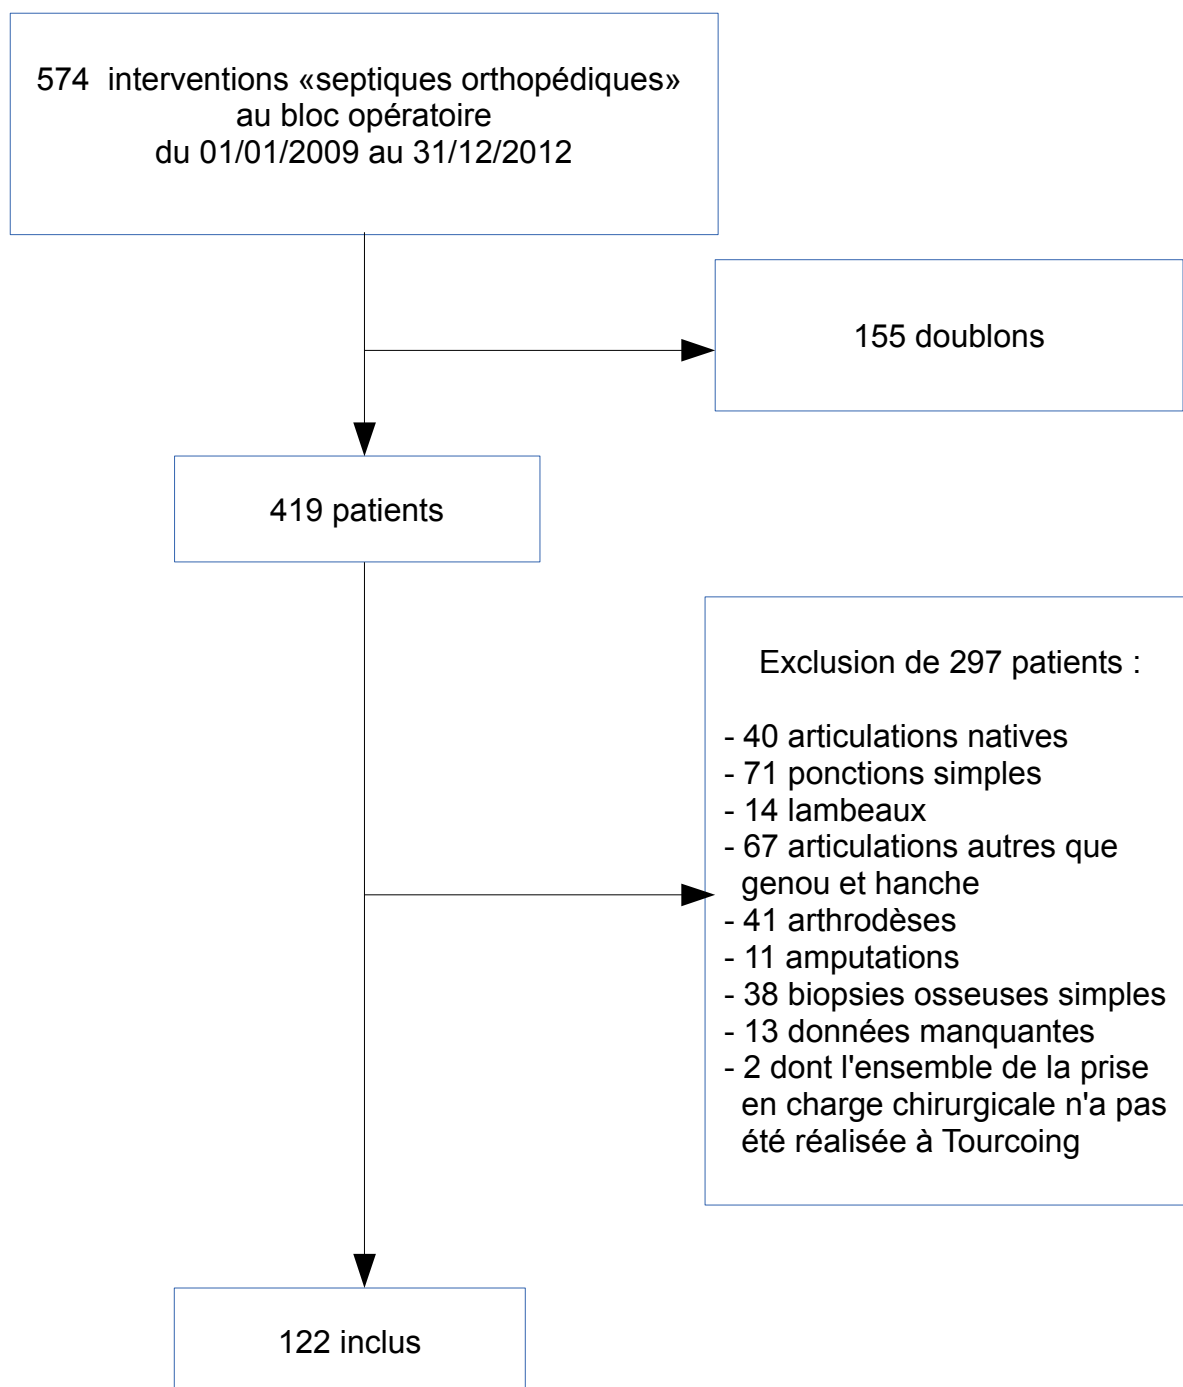 574  interventions «septiques orthopédiques»
au bloc opératoire
du 01/01/2009 au 31/12/2012
155 doublons
419 patients
Exclusion de 297 patients :
- 40 articulations natives
- 71 ponctions simples
- 14 lambeaux
- 67 articulations autres que
genou et hanche
- 41 arthrodèses
- 11 amputations
- 38 biopsies osseuses simples
- 13 données manquantes
- 2 dont l'ensemble de la prise
en charge chirurgicale n'a pas
été réalisée à Tourcoing
122 inclus